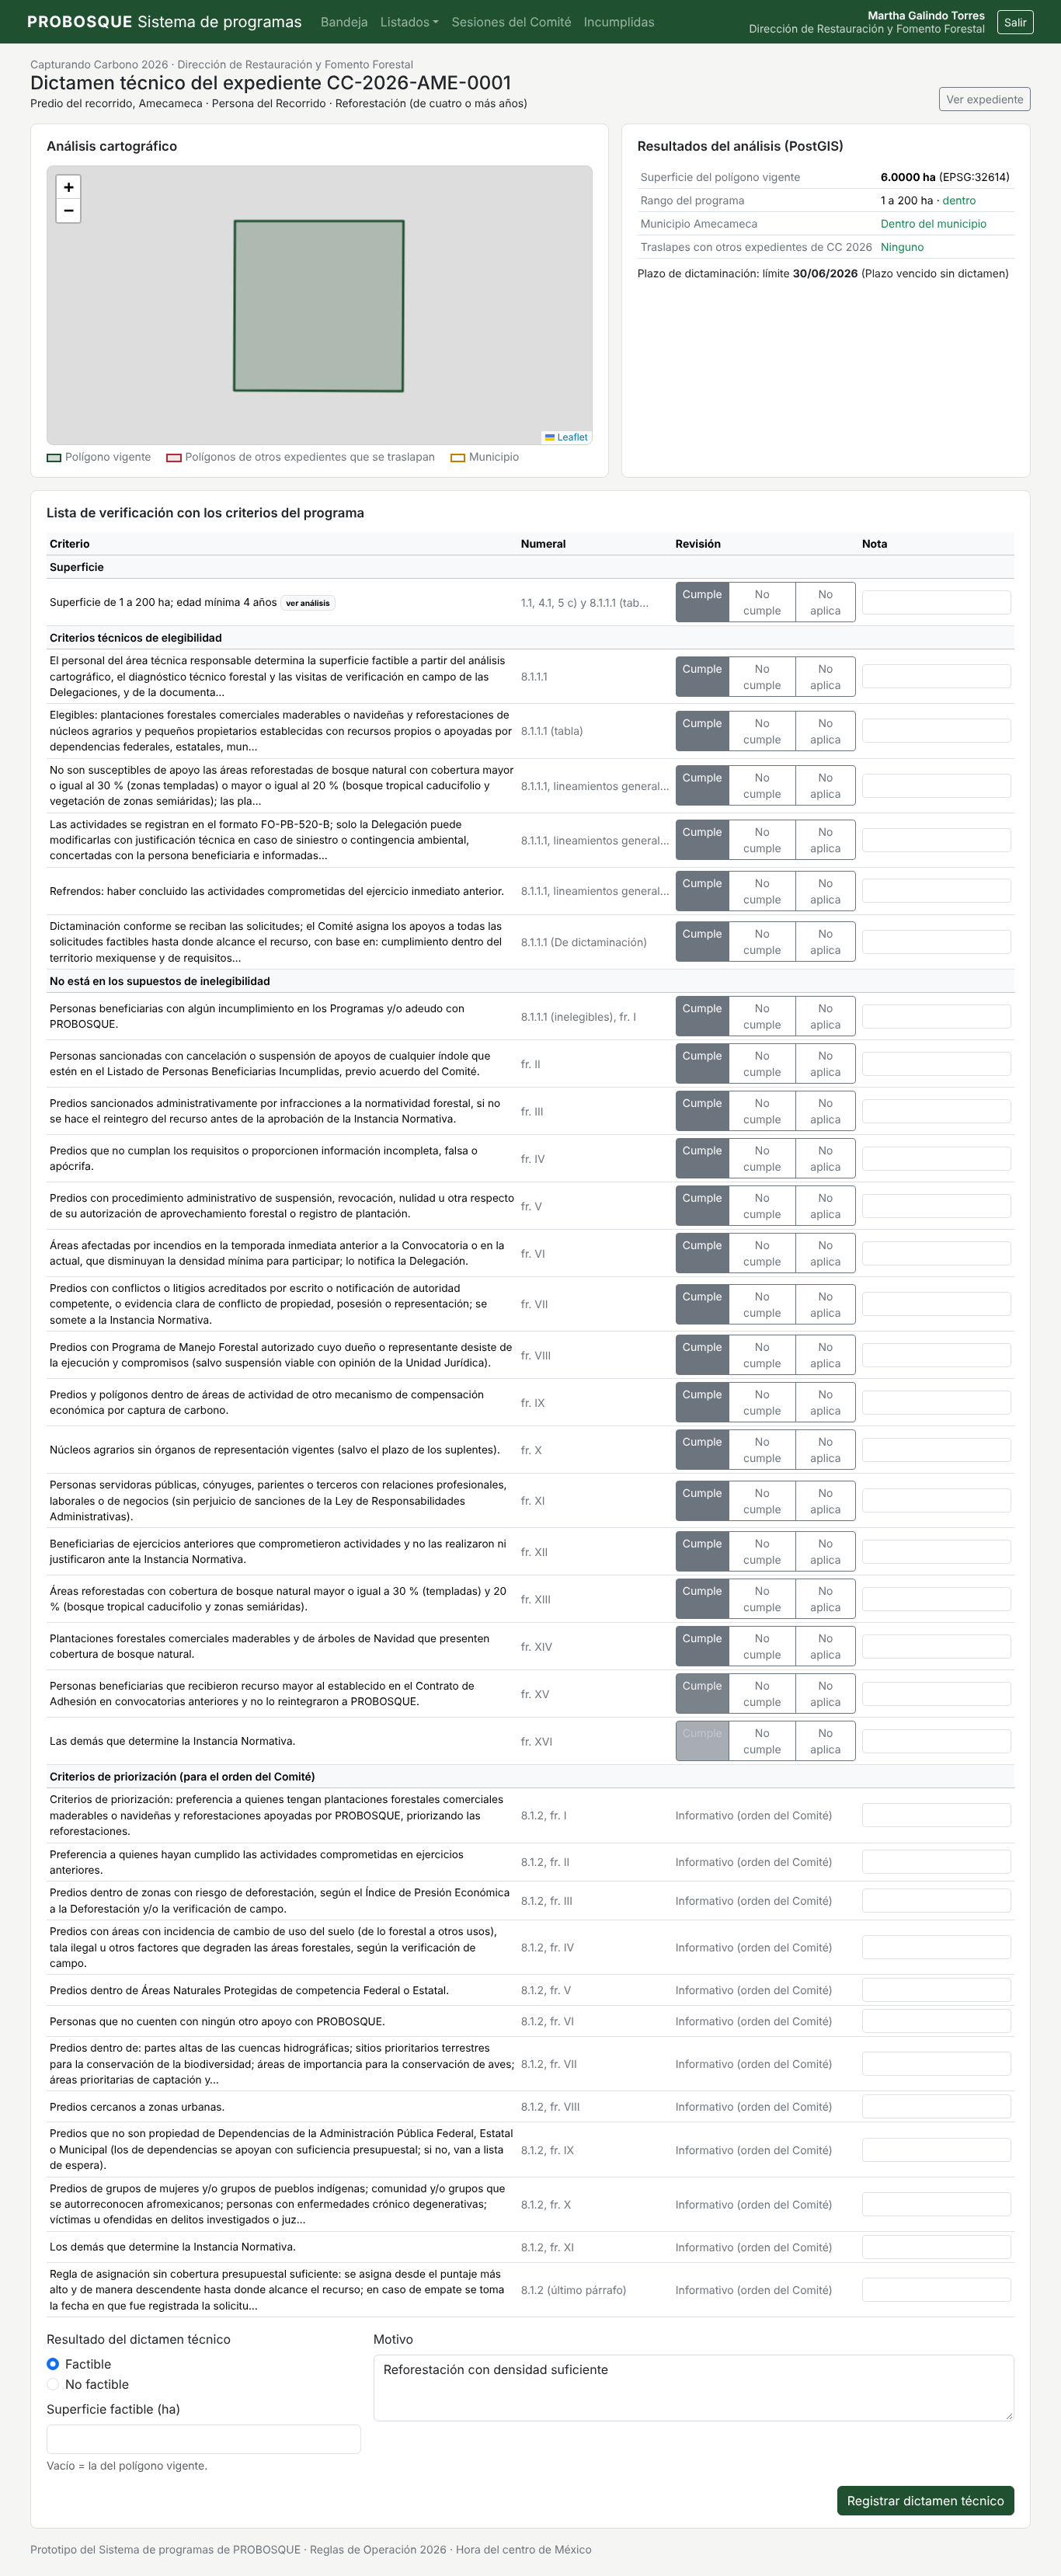 PROBOSQUE Sistema de programas Bandeja Listados Sesiones del Comité Incumplidas
Martha Galindo Torres
Dirección de Restauración y Fomento Forestal
Salir
Capturando Carbono 2026 · Dirección de Restauración y Fomento Forestal
Dictamen técnico del expediente CC-2026-AME-0001
Predio del recorrido, Amecameca · Persona del Recorrido · Reforestación (de cuatro o más años)
Ver expediente
Análisis cartográfico
+
−
Leaflet
Polígono vigente Polígonos de otros expedientes que se traslapan Municipio
Resultados del análisis (PostGIS)
Superficie del polígono vigente 6.0000 ha (EPSG:32614)
Rango del programa 1 a 200 ha · dentro
Municipio Amecameca Dentro del municipio
Traslapes con otros expedientes de CC 2026 Ninguno
Plazo de dictaminación: límite 30/06/2026 (Plazo vencido sin dictamen)
Lista de verificación con los criterios del programa
Criterio Numeral Revisión Nota
Superficie
Superficie de 1 a 200 ha; edad mínima 4 años ver análisis 1.1, 4.1, 5 c) y 8.1.1.1 (tab... Cumple No cumple No aplica
Criterios técnicos de elegibilidad
El personal del área técnica responsable determina la superficie factible a partir del análisis
cartográfico, el diagnóstico técnico forestal y las visitas de verificación en campo de las
Delegaciones, y de la documenta...
8.1.1.1 Cumple No cumple No aplica
Elegibles: plantaciones forestales comerciales maderables o navideñas y reforestaciones de
núcleos agrarios y pequeños propietarios establecidas con recursos propios o apoyadas por
dependencias federales, estatales, mun...
8.1.1.1 (tabla) Cumple No cumple No aplica
No son susceptibles de apoyo las áreas reforestadas de bosque natural con cobertura mayor
o igual al 30 % (zonas templadas) o mayor o igual al 20 % (bosque tropical caducifolio y
vegetación de zonas semiáridas); las pla...
8.1.1.1, lineamientos general... Cumple No cumple No aplica
Las actividades se registran en el formato FO-PB-520-B; solo la Delegación puede
modificarlas con justificación técnica en caso de siniestro o contingencia ambiental,
concertadas con la persona beneficiaria e informadas...
8.1.1.1, lineamientos general... Cumple No cumple No aplica
Refrendos: haber concluido las actividades comprometidas del ejercicio inmediato anterior. 8.1.1.1, lineamientos general... Cumple No cumple No aplica
Dictaminación conforme se reciban las solicitudes; el Comité asigna los apoyos a todas las
solicitudes factibles hasta donde alcance el recurso, con base en: cumplimiento dentro del
territorio mexiquense y de requisitos...
8.1.1.1 (De dictaminación) Cumple No cumple No aplica
No está en los supuestos de inelegibilidad
Personas beneficiarias con algún incumplimiento en los Programas y/o adeudo con
PROBOSQUE.
8.1.1.1 (inelegibles), fr. I Cumple No cumple No aplica
Personas sancionadas con cancelación o suspensión de apoyos de cualquier índole que
estén en el Listado de Personas Beneficiarias Incumplidas, previo acuerdo del Comité.
fr. II Cumple No cumple No aplica
Predios sancionados administrativamente por infracciones a la normatividad forestal, si no
se hace el reintegro del recurso antes de la aprobación de la Instancia Normativa.
fr. III Cumple No cumple No aplica
Predios que no cumplan los requisitos o proporcionen información incompleta, falsa o
apócrifa.
fr. IV Cumple No cumple No aplica
Predios con procedimiento administrativo de suspensión, revocación, nulidad u otra respecto
de su autorización de aprovechamiento forestal o registro de plantación.
fr. V Cumple No cumple No aplica
Áreas afectadas por incendios en la temporada inmediata anterior a la Convocatoria o en la
actual, que disminuyan la densidad mínima para participar; lo notifica la Delegación.
fr. VI Cumple No cumple No aplica
Predios con conflictos o litigios acreditados por escrito o notificación de autoridad
competente, o evidencia clara de conflicto de propiedad, posesión o representación; se
somete a la Instancia Normativa.
fr. VII Cumple No cumple No aplica
Predios con Programa de Manejo Forestal autorizado cuyo dueño o representante desiste de
la ejecución y compromisos (salvo suspensión viable con opinión de la Unidad Jurídica).
fr. VIII Cumple No cumple No aplica
Predios y polígonos dentro de áreas de actividad de otro mecanismo de compensación
económica por captura de carbono.
fr. IX Cumple No cumple No aplica
Núcleos agrarios sin órganos de representación vigentes (salvo el plazo de los suplentes). fr. X Cumple No cumple No aplica
Personas servidoras públicas, cónyuges, parientes o terceros con relaciones profesionales,
laborales o de negocios (sin perjuicio de sanciones de la Ley de Responsabilidades
Administrativas).
fr. XI Cumple No cumple No aplica
Beneficiarias de ejercicios anteriores que comprometieron actividades y no las realizaron ni
justificaron ante la Instancia Normativa.
fr. XII Cumple No cumple No aplica
Áreas reforestadas con cobertura de bosque natural mayor o igual a 30 % (templadas) y 20
% (bosque tropical caducifolio y zonas semiáridas).
fr. XIII Cumple No cumple No aplica
Plantaciones forestales comerciales maderables y de árboles de Navidad que presenten
cobertura de bosque natural.
fr. XIV Cumple No cumple No aplica
Personas beneficiarias que recibieron recurso mayor al establecido en el Contrato de
Adhesión en convocatorias anteriores y no lo reintegraron a PROBOSQUE.
fr. XV Cumple No cumple No aplica
Las demás que determine la Instancia Normativa. fr. XVI Cumple No cumple No aplica
Criterios de priorización (para el orden del Comité)
Criterios de priorización: preferencia a quienes tengan plantaciones forestales comerciales
maderables o navideñas y reforestaciones apoyadas por PROBOSQUE, priorizando las
reforestaciones.
8.1.2, fr. I Informativo (orden del Comité)
Preferencia a quienes hayan cumplido las actividades comprometidas en ejercicios
anteriores.
8.1.2, fr. II Informativo (orden del Comité)
Predios dentro de zonas con riesgo de deforestación, según el Índice de Presión Económica
a la Deforestación y/o la verificación de campo.
8.1.2, fr. III Informativo (orden del Comité)
Predios con áreas con incidencia de cambio de uso del suelo (de lo forestal a otros usos),
tala ilegal u otros factores que degraden las áreas forestales, según la verificación de
campo.
8.1.2, fr. IV Informativo (orden del Comité)
Predios dentro de Áreas Naturales Protegidas de competencia Federal o Estatal. 8.1.2, fr. V Informativo (orden del Comité)
Personas que no cuenten con ningún otro apoyo con PROBOSQUE. 8.1.2, fr. VI Informativo (orden del Comité)
Predios dentro de: partes altas de las cuencas hidrográficas; sitios prioritarios terrestres
para la conservación de la biodiversidad; áreas de importancia para la conservación de aves;
áreas prioritarias de captación y...
8.1.2, fr. VII Informativo (orden del Comité)
Predios cercanos a zonas urbanas. 8.1.2, fr. VIII Informativo (orden del Comité)
Predios que no son propiedad de Dependencias de la Administración Pública Federal, Estatal
o Municipal (los de dependencias se apoyan con suficiencia presupuestal; si no, van a lista
de espera).
8.1.2, fr. IX Informativo (orden del Comité)
Predios de grupos de mujeres y/o grupos de pueblos indígenas; comunidad y/o grupos que
se autorreconocen afromexicanos; personas con enfermedades crónico degenerativas;
víctimas u ofendidas en delitos investigados o juz...
8.1.2, fr. X Informativo (orden del Comité)
Los demás que determine la Instancia Normativa. 8.1.2, fr. XI Informativo (orden del Comité)
Regla de asignación sin cobertura presupuestal suficiente: se asigna desde el puntaje más
alto y de manera descendente hasta donde alcance el recurso; en caso de empate se toma
la fecha en que fue registrada la solicitu...
8.1.2 (último párrafo) Informativo (orden del Comité)
Resultado del dictamen técnico
Factible
No factible
Superficie factible (ha)
Vacío = la del polígono vigente.
Motivo
Reforestación con densidad suficiente
Registrar dictamen técnico
Prototipo del Sistema de programas de PROBOSQUE · Reglas de Operación 2026 · Hora del centro de México